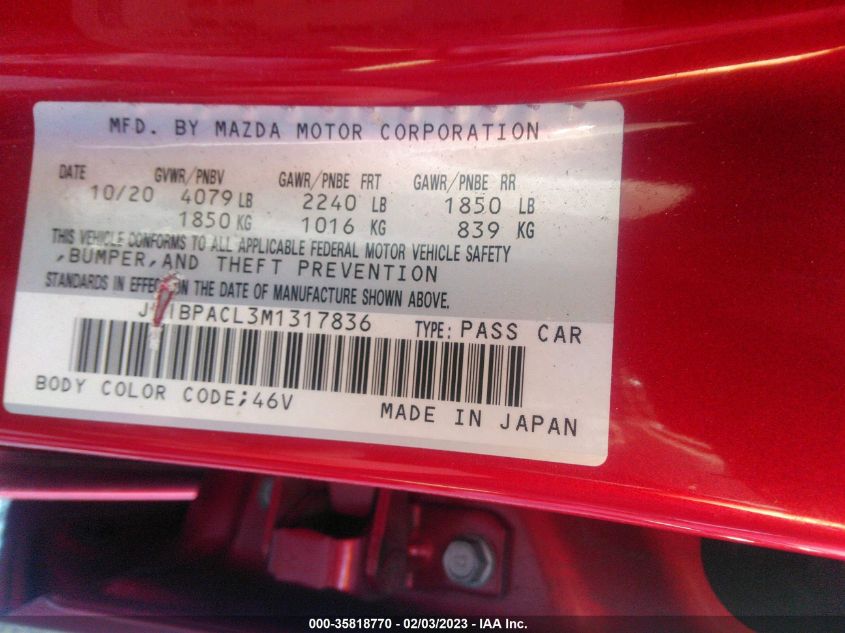 MFD. BY MAZDA MOTOR CORPORATION
DATE GVWR/PNBV GAWR/PNBE FRT GAWR/PNBE RR
10/20 4079 LB 2240 LB 1850 LB
1850 KG 1016 KG 839 KG
THIS VEHICLE CONFORMS TO ALL APPLICABLE FEDERAL MOTOR VEHICLE SAFETY
,BUMPER,AND THEFT PREVENTION
STANDARDS IN EFFECT ON THE DATE OF MANUFACTURE SHOWN ABOVE.
TYPE: PASS CAR
BODY COLOR CODE;46V MADE IN JAPAN
000-35818770 - 02/03/2023 - IAA Inc.